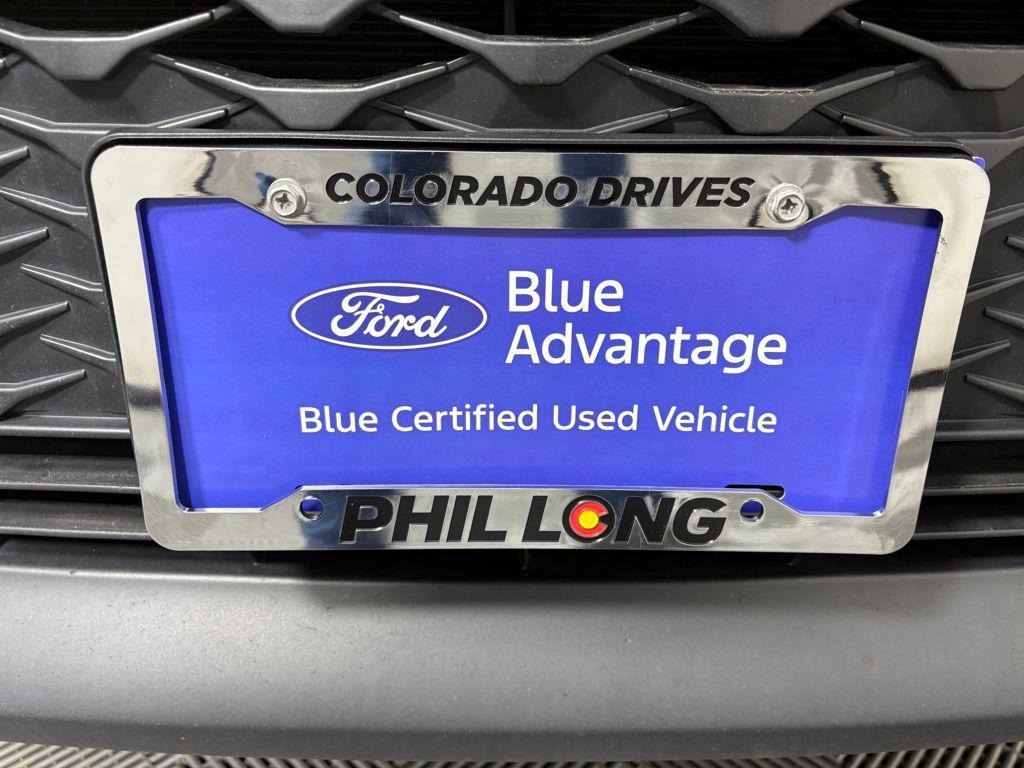 COLORADO DRIVES
Ford
Blue
Advantage
Blue Certified Used Vehicle
PHIL LONG